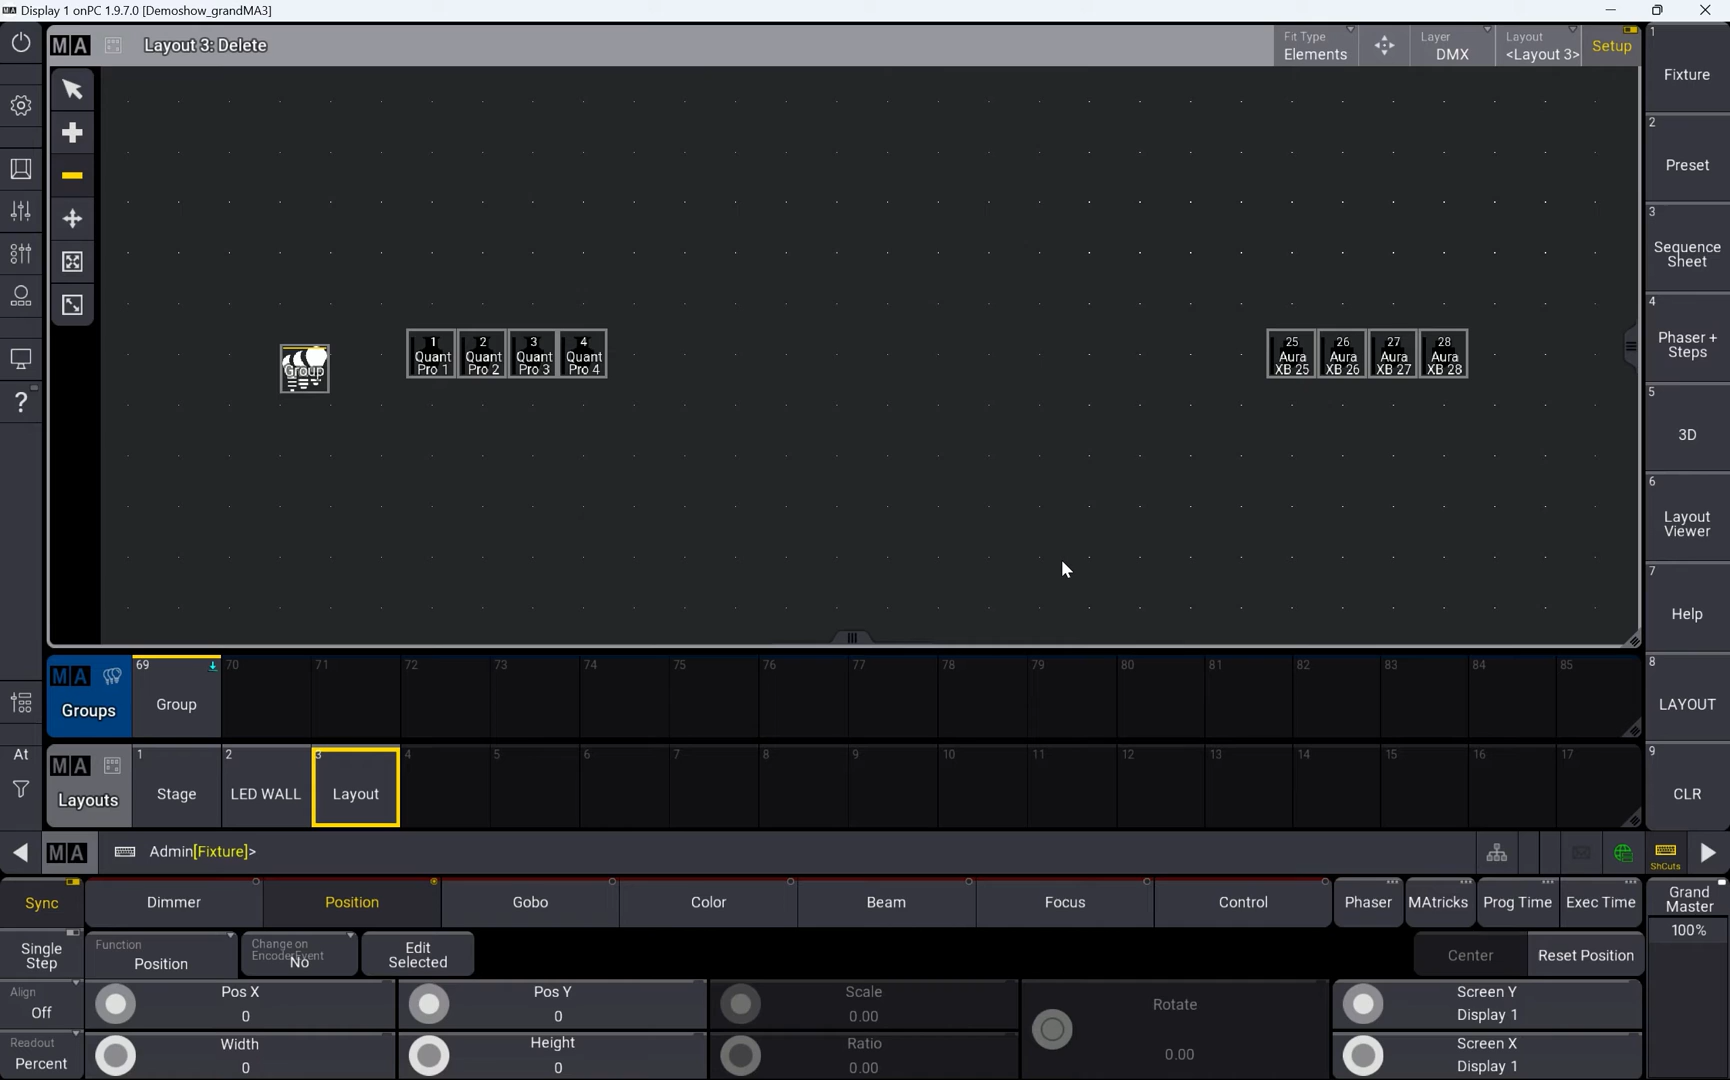 Display 1 onPC 1.9.7.0 [Demoshow_grandMA3]
MA Layout 3: Delete
Fit Type
Elements
Layer
DMX
Layout
<Layout 3>
Setup
1
Fixture
2
Preset
3
Sequence
Sheet
4
Phaser +
Steps
5
3D
6
Layout
Viewer
7
Help
8
LAYOUT
9
CLR
Group
1
Quant
Pro 1
2
Quant
Pro 2
3
Quant
Pro 3
4
Quant
Pro 4
25
Aura
XB 25
26
Aura
XB 26
27
Aura
XB 27
28
Aura
XB 28
MA
Groups
69
Group
70 71 72 73 74 75 76 77 78 79 80 81 82 83 84 85
MA
Layouts
1
Stage
2
LED WALL
3
Layout
4 5 6 7 8 9 10 11 12 13 14 15 16 17
At
MA Admin[Fixture]>
ShCuts
Sync
Dimmer
Position
Gobo
Color
Beam
Focus
Control
Phaser
MAtricks
Prog Time
Exec Time
Grand
Master
100%
Single
Step
Function
Position
Change on
EncoderEvent
No
Edit
Selected
Center
Reset Position
Align
Off
Pos X
0
Pos Y
0
Scale
0.00
Rotate
0.00
Screen Y
Display 1
Readout
Percent
Width
0
Height
0
Ratio
0.00
Screen X
Display 1